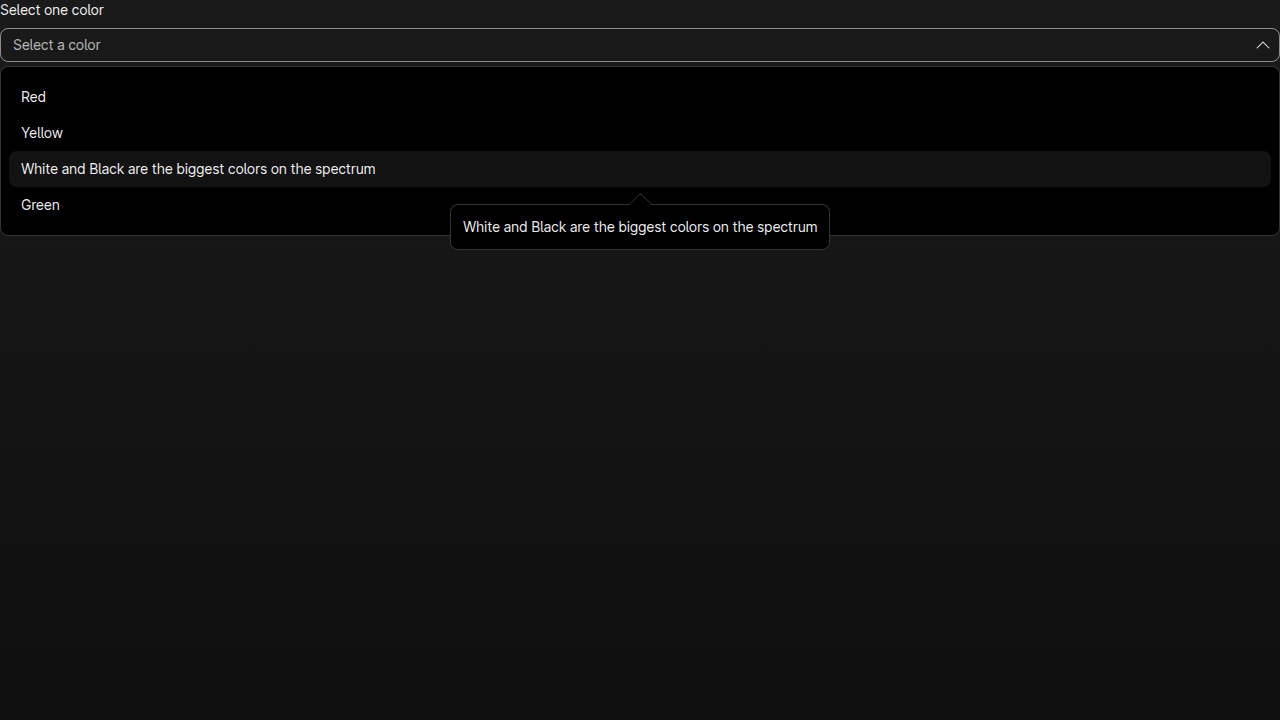 Select one color
Select a color
Red
Yellow
White and Black are the biggest colors on the spectrum
Green
White and Black are the biggest colors on the spectrum